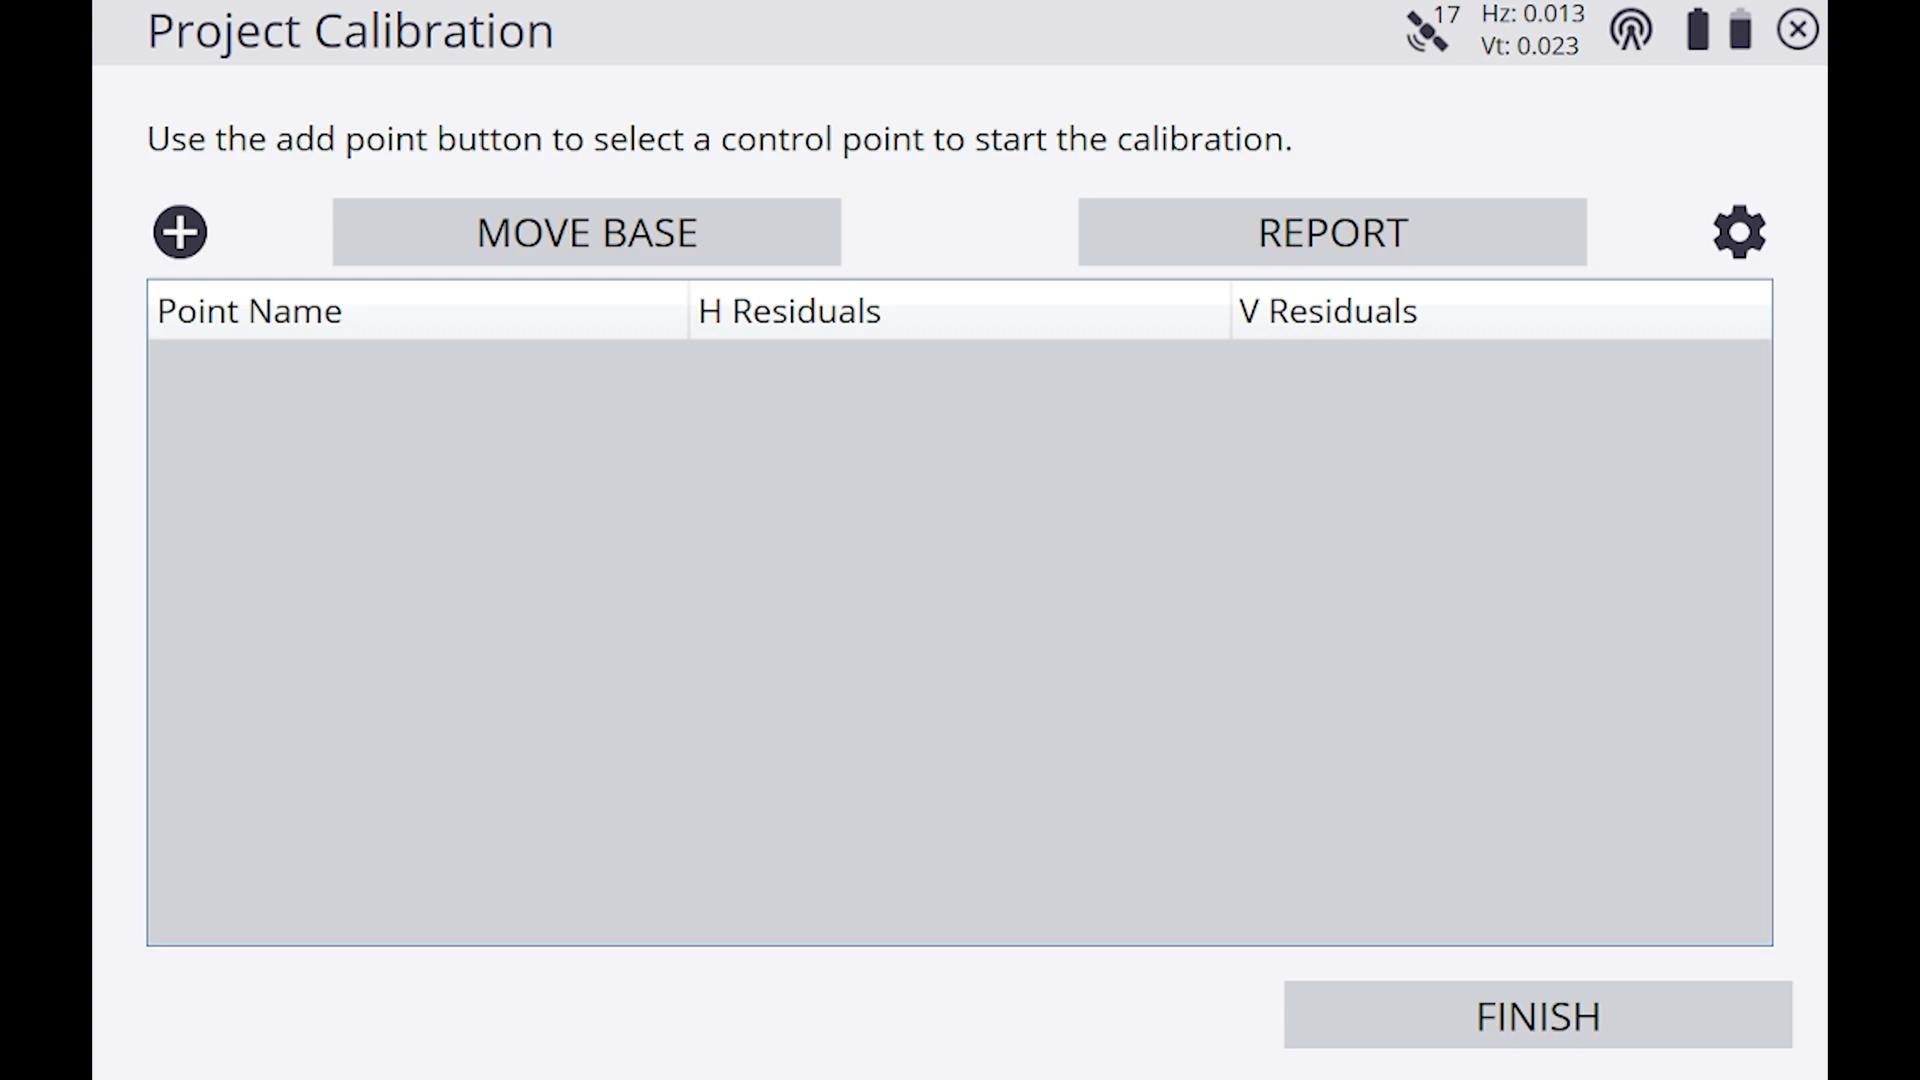 Project Calibration
17
Hz: 0.013
Vt: 0.023
Use the add point button to select a control point to start the calibration.
MOVE BASE
REPORT
Point Name
H Residuals
V Residuals
FINISH